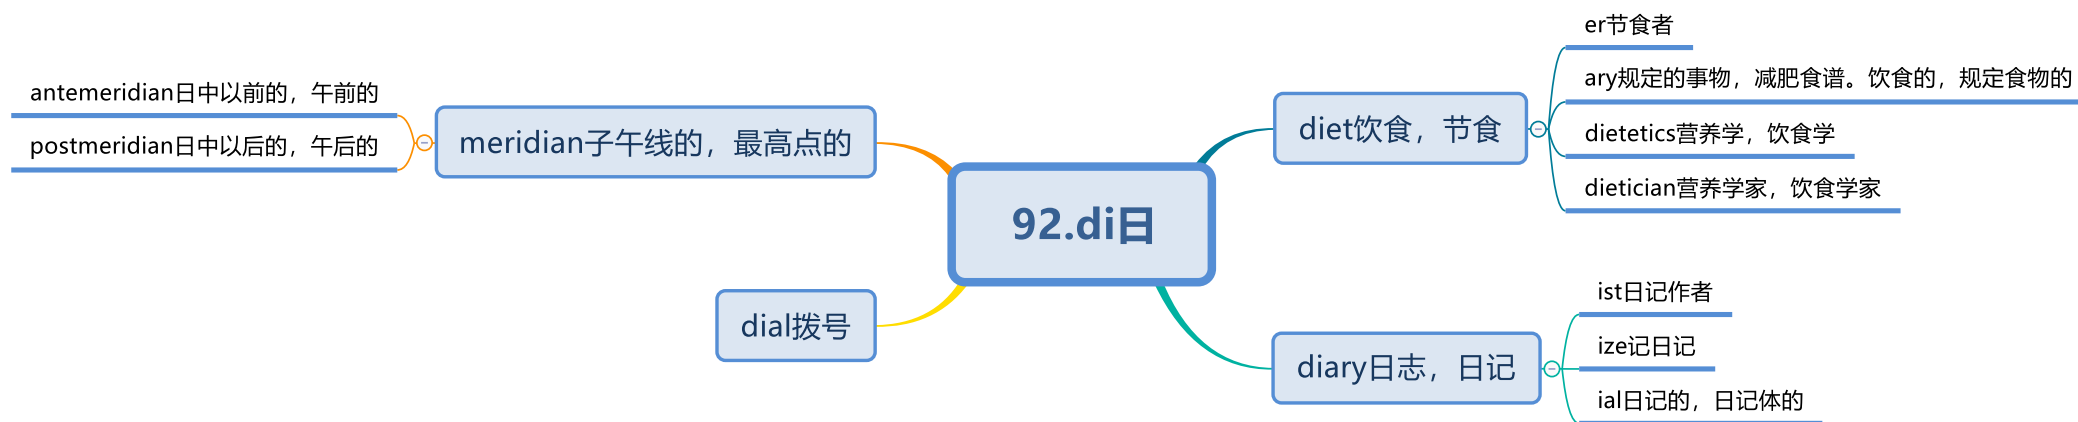 92.di日
diet饮食，节食
er节食者
ary规定的事物，减肥食谱。饮食的，规定食物的
dietetics营养学，饮食学
dietician营养学家，饮食学家
diary日志，日记
ist日记作者
ize记日记
ial日记的，日记体的
meridian子午线的，最高点的
antemeridian日中以前的，午前的
postmeridian日中以后的，午后的
dial拨号